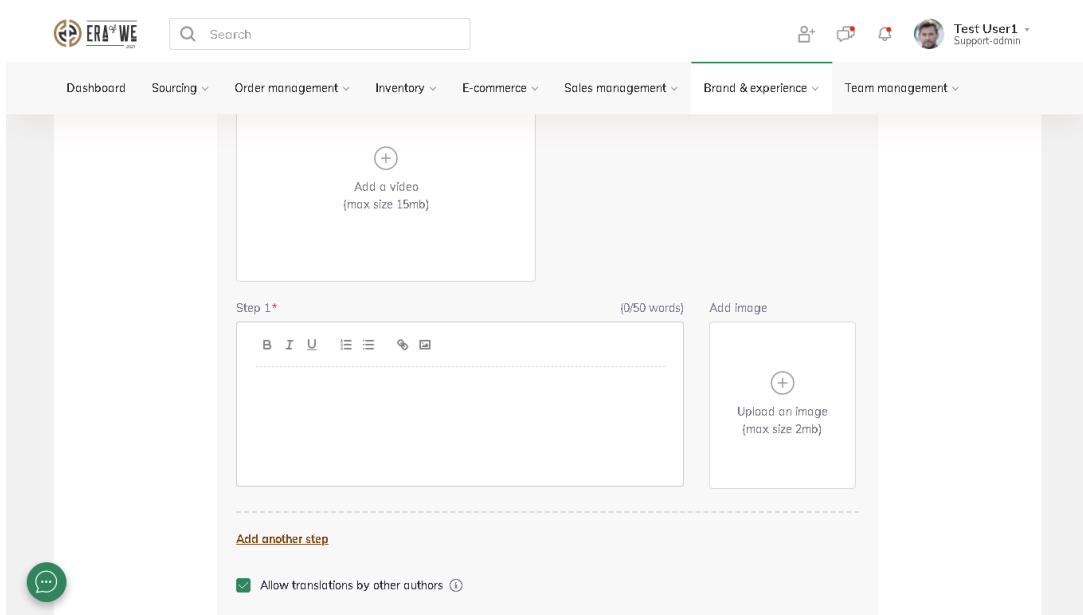 ERA of WE
2021
Search
Test User1
Support-admin
Dashboard Sourcing Order management Inventory E-commerce Sales management Brand & experience Team management
Add a video
{max size 15mb)
Step 1* {0/50 words)
Add image
B I U
Upload an image
{max size 2mb)
Add another step
Allow translations by other authors